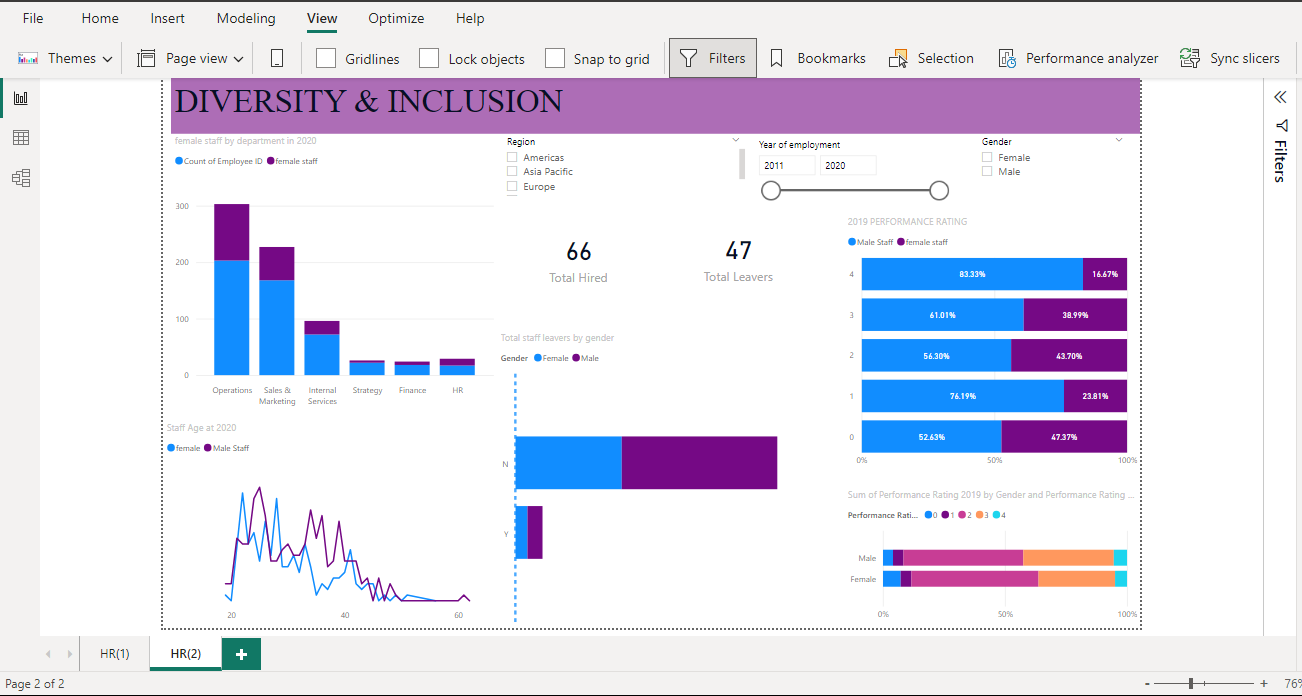 File Home Insert Modeling View Optimize Help
Themes Page view Gridlines Lock objects Snap to grid Filters Bookmarks Selection Performance analyzer Sync slicers
DIVERSITY & INCLUSION
female staff by department in 2020
Count of Employee ID female staff
300
200
100
0
Operations Sales & Marketing Internal Services Strategy Finance HR
Region
Americas
Asia Pacific
Europe
Year of employment
2011 2020
Gender
Female
Male
Filters
66
Total Hired
47
Total Leavers
2019 PERFORMANCE RATING
Male Staff female staff
4 83.33% 16.67%
3 61.01% 38.99%
2 56.30% 43.70%
1 76.19% 23.81%
0 52.63% 47.37%
0% 50% 100%
Total staff leavers by gender
Gender Female Male
N
Y
Staff Age at 2020
female Male Staff
20 40 60
Sum of Performance Rating 2019 by Gender and Performance Rating ...
Performance Rati... 0 1 2 3 4
Male
Female
0% 50% 100%
HR(1) HR(2) +
Page 2 of 2
- + 76%